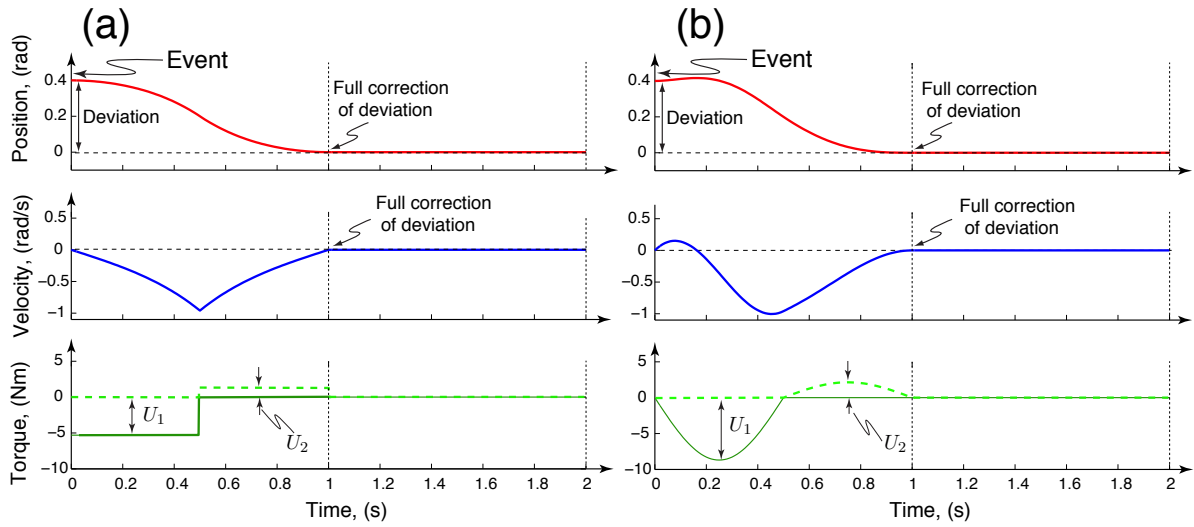 (a)
Position, (rad)
0.4
0.2
0
Event
Deviation
Full correction
of deviation
Velocity, (rad/s)
0.5
0
−0.5
−1
Full correction
of deviation
Torque, (Nm)
5
0
−5
−10
U1
U2
0 0.2 0.4 0.6 0.8 1 1.2 1.4 1.6 1.8 2
Time, (s)
(b)
0.4
0.2
0
Event
Deviation
Full correction
of deviation
0.5
0
−0.5
−1
Full correction
of deviation
5
0
−5
−10
U1
U2
0 0.2 0.4 0.6 0.8 1 1.2 1.4 1.6 1.8 2
Time, (s)